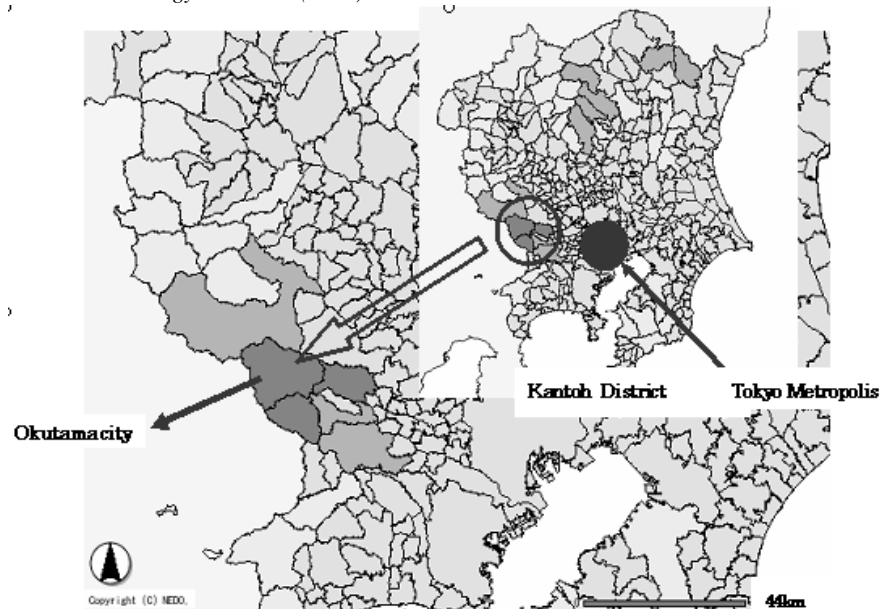 Kantoh District
Tokyo Metropolis
Okutamacity
Copyright (C) NEDO.
44km